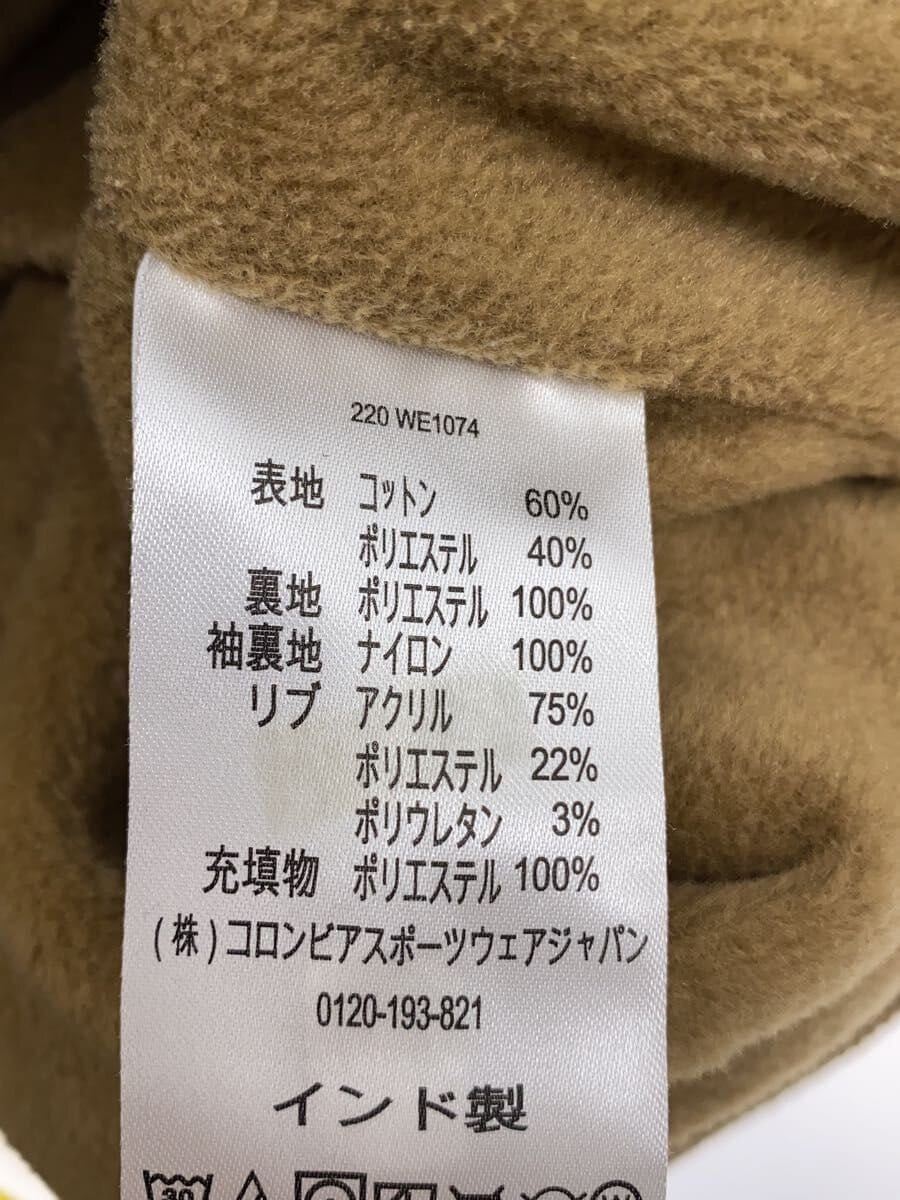 220 WE1074
表地 コットン 60%
ポリエステル 40%
裏地 ポリエステル 100%
袖裏地 ナイロン 100%
リブ アクリル 75%
ポリエステル 22%
ポリウレタン 3%
充填物 ポリエステル 100%
(株)コロンビアスポーツウェアジャパン
0120-193-821
インド製
30